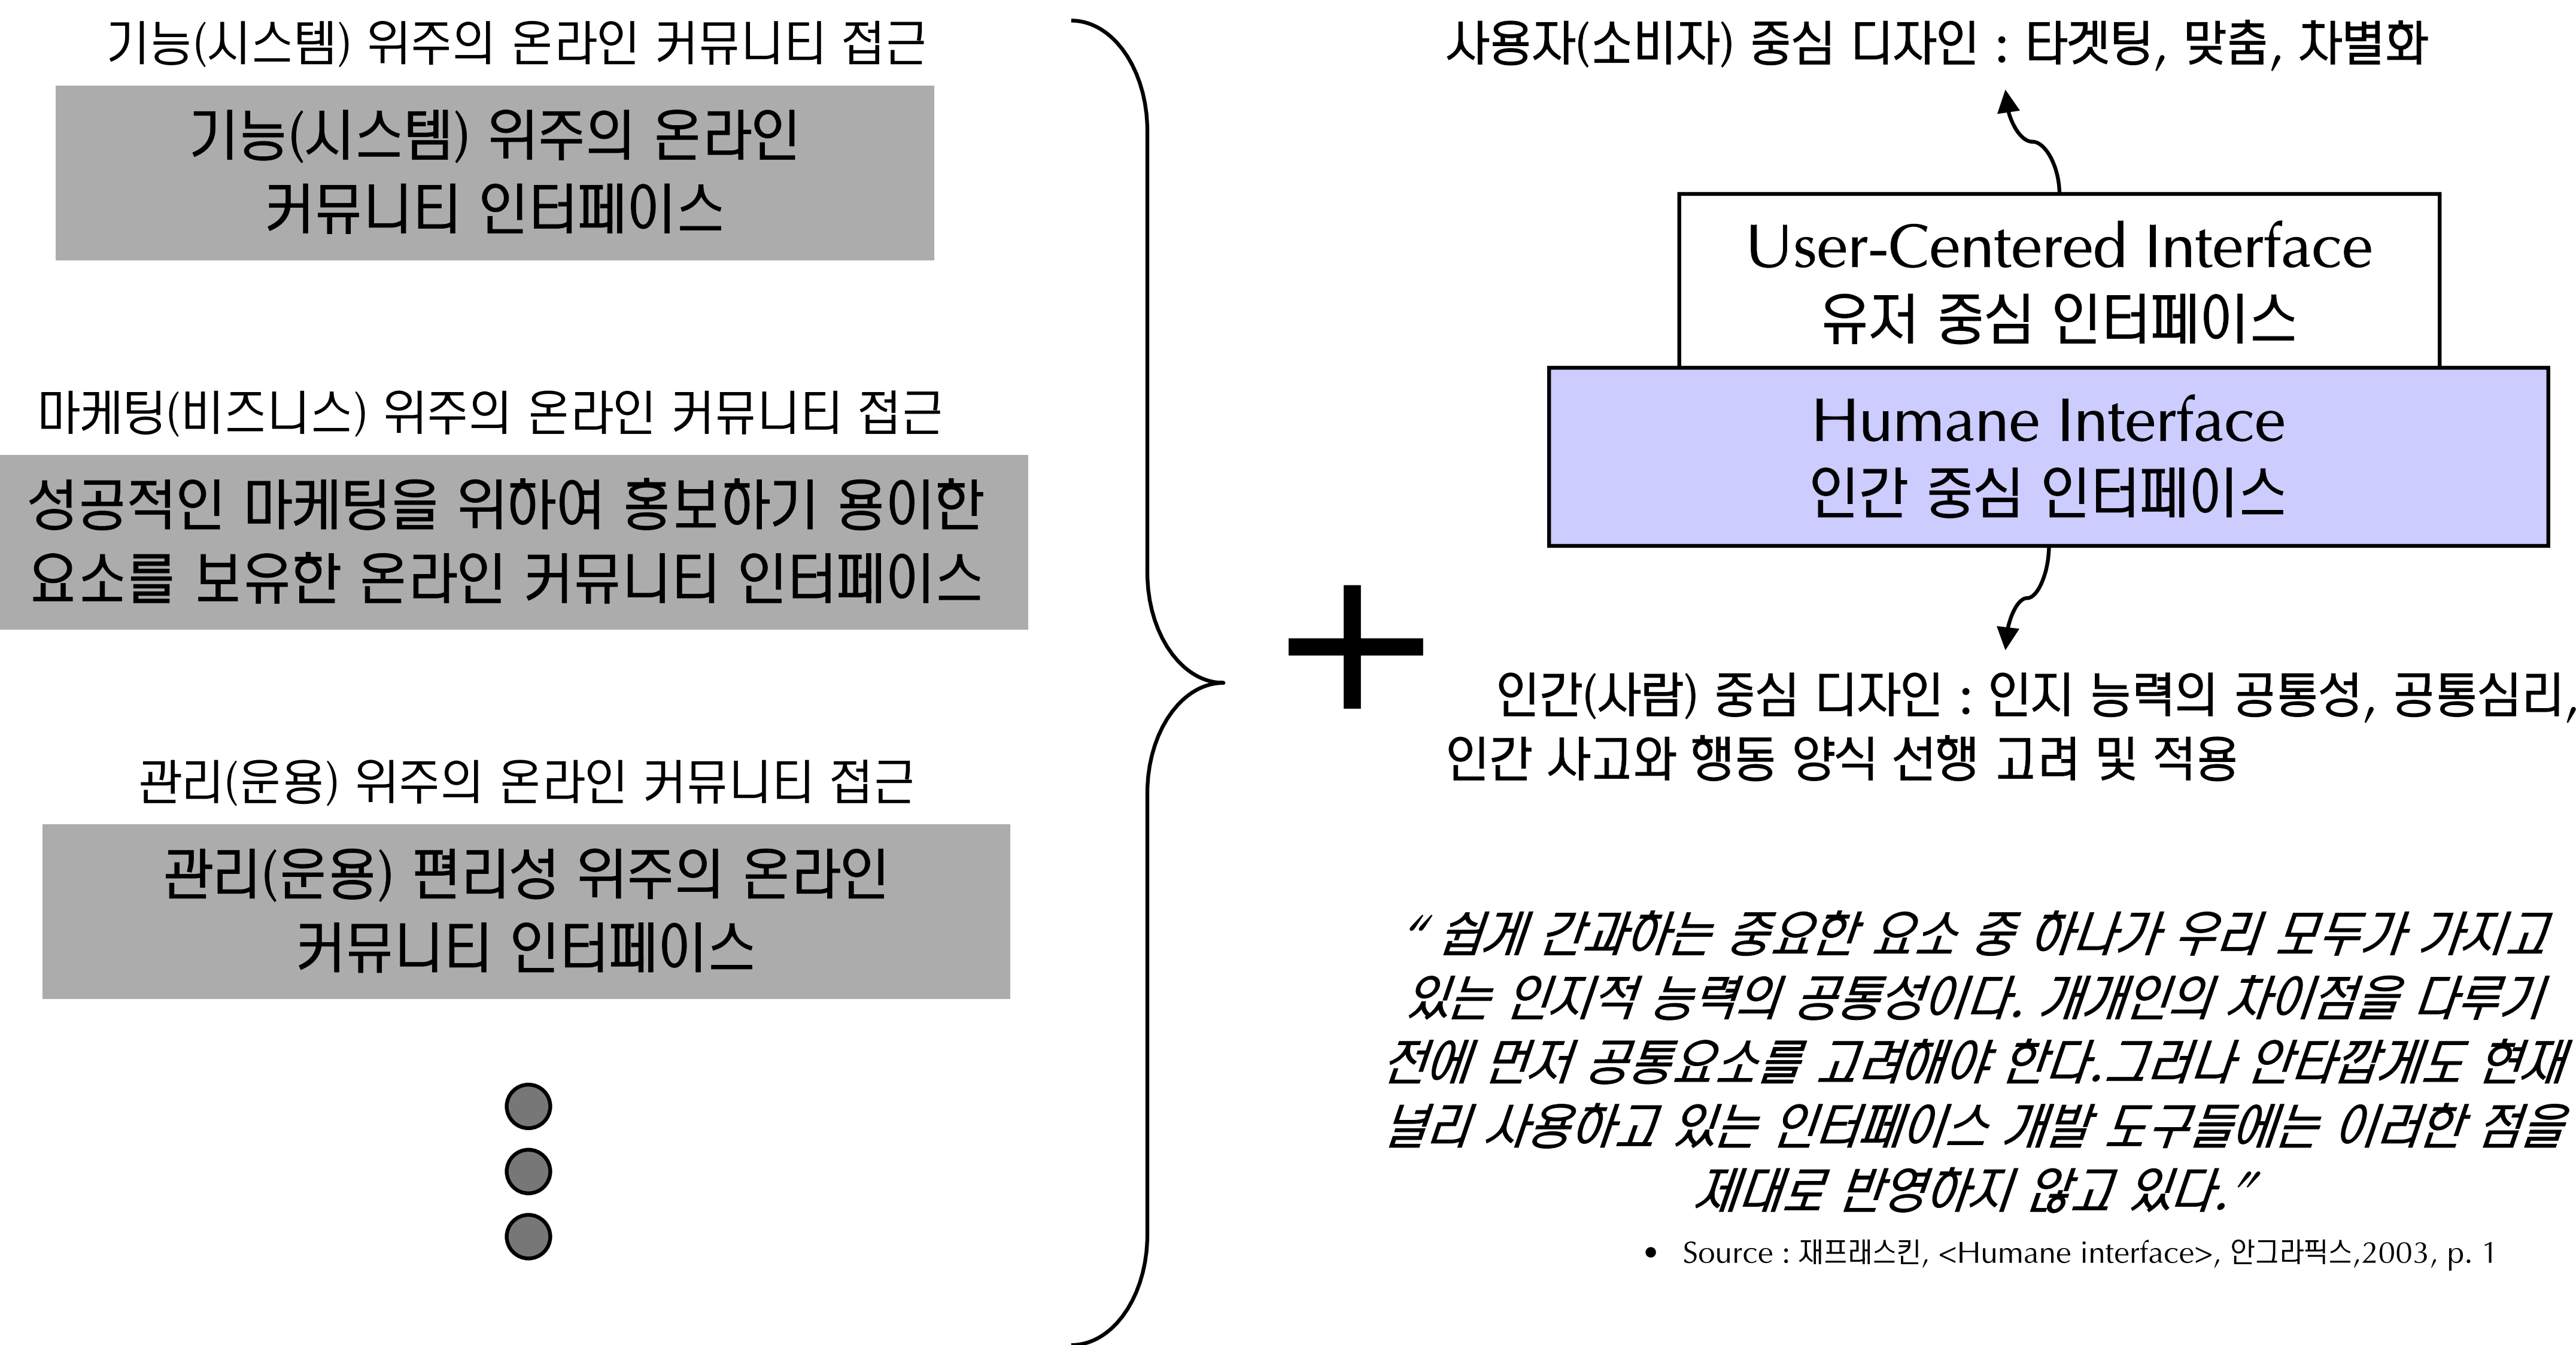 기능(시스템) 위주의 온라인 커뮤니티 접근
기능(시스템) 위주의 온라인
커뮤니티 인터페이스
마케팅(비즈니스) 위주의 온라인 커뮤니티 접근
성공적인 마케팅을 위하여 홍보하기 용이한
요소를 보유한 온라인 커뮤니티 인터페이스
관리(운용) 위주의 온라인 커뮤니티 접근
관리(운용) 편리성 위주의 온라인
커뮤니티 인터페이스
+
사용자(소비자) 중심 디자인 : 타겟팅, 맞춤, 차별화
User-Centered Interface
유저 중심 인터페이스
Humane Interface
인간 중심 인터페이스
인간(사람) 중심 디자인 : 인지 능력의 공통성, 공통심리,
인간 사고와 행동 양식 선행 고려 및 적용
“ 쉽게 간과하는 중요한 요소 중 하나가 우리 모두가 가지고
있는 인지적 능력의 공통성이다. 개개인의 차이점을 다루기
전에 먼저 공통요소를 고려해야 한다.그러나 안타깝게도 현재
널리 사용하고 있는 인터페이스 개발 도구들에는 이러한 점을
제대로 반영하지 않고 있다.”
• Source : 재프래스킨, <Humane interface>, 안그라픽스,2003, p. 1